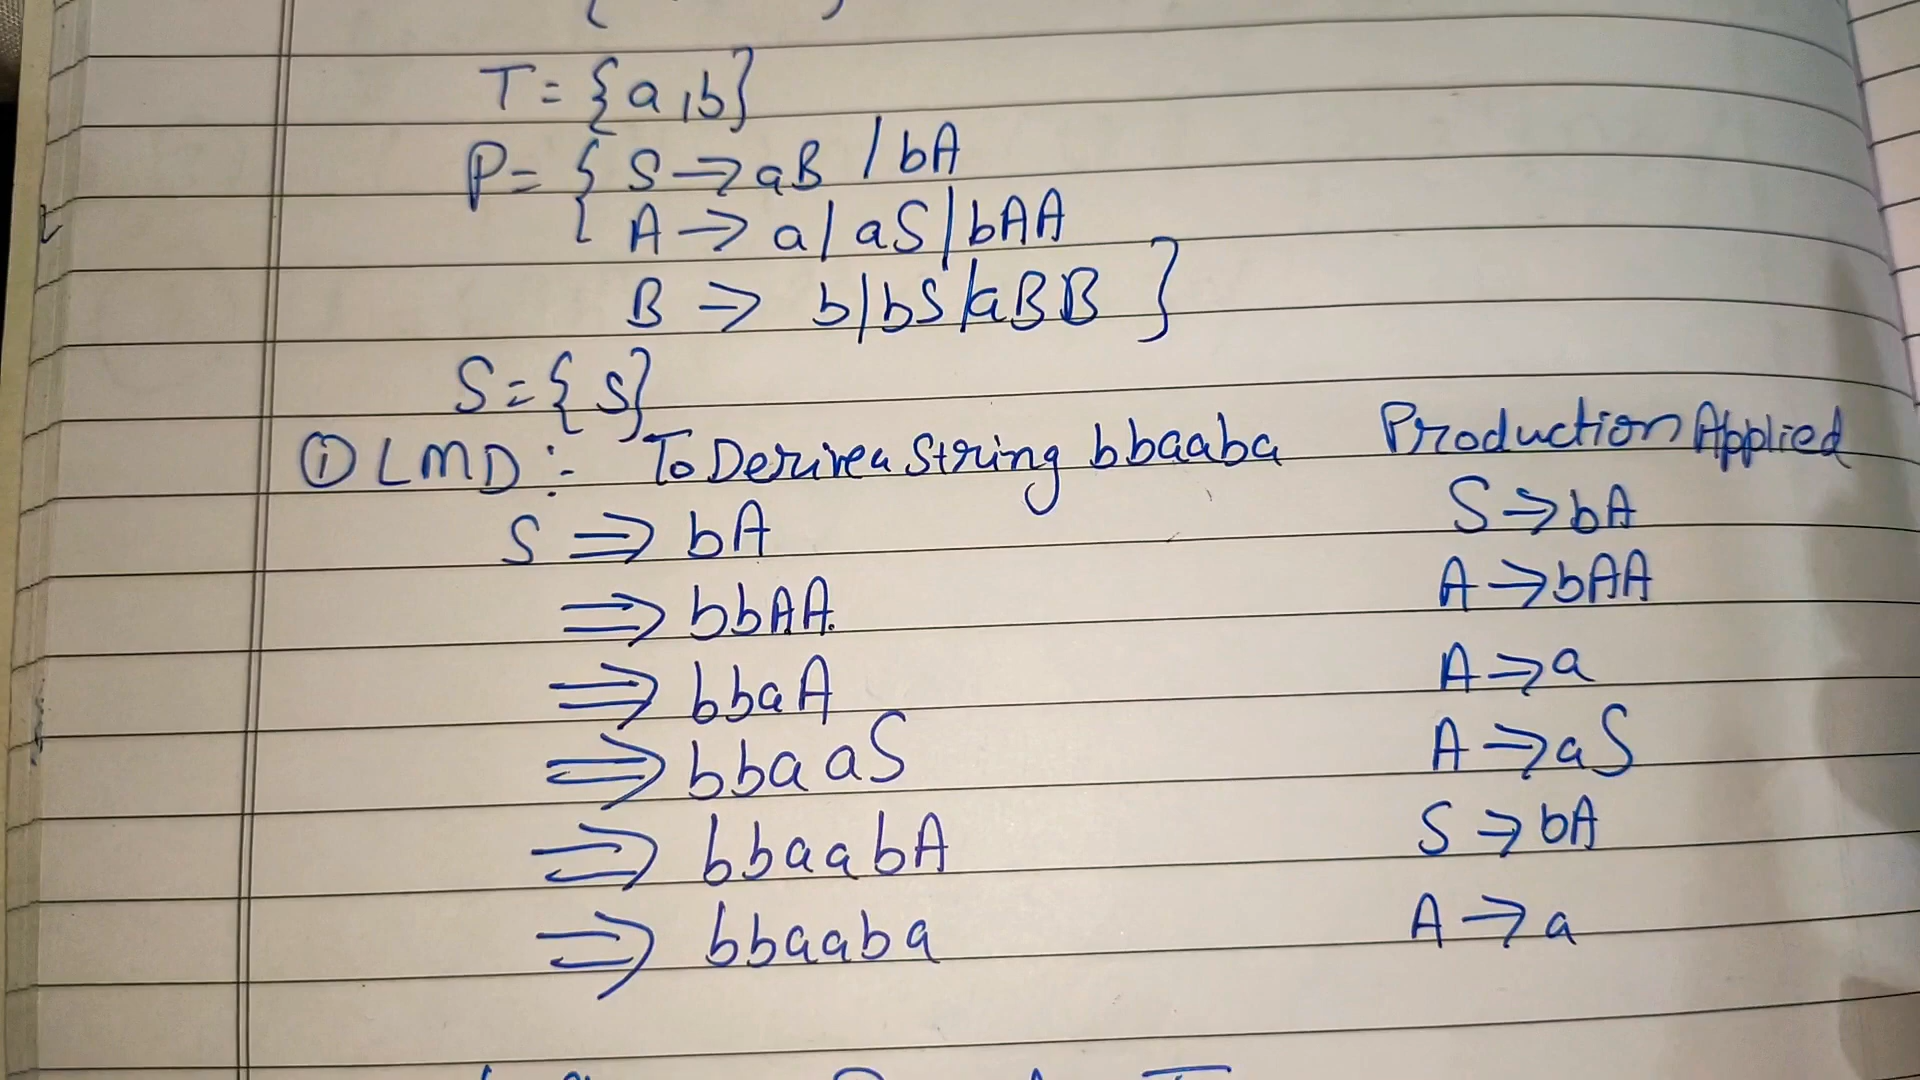 T = {a,b}
P = { S → aB / bA
A → a | aS | bAA
B → b | bS | aBB }
S = { S }
① LMD :- To Derive a String bbaaba Production Applied
S ⇒ bA S → bA
⇒ bbAA. A → bAA
⇒ bbaA A → a
⇒ bbaaS A → aS
⇒ bbaabA S → bA
⇒ bbaaba A → a